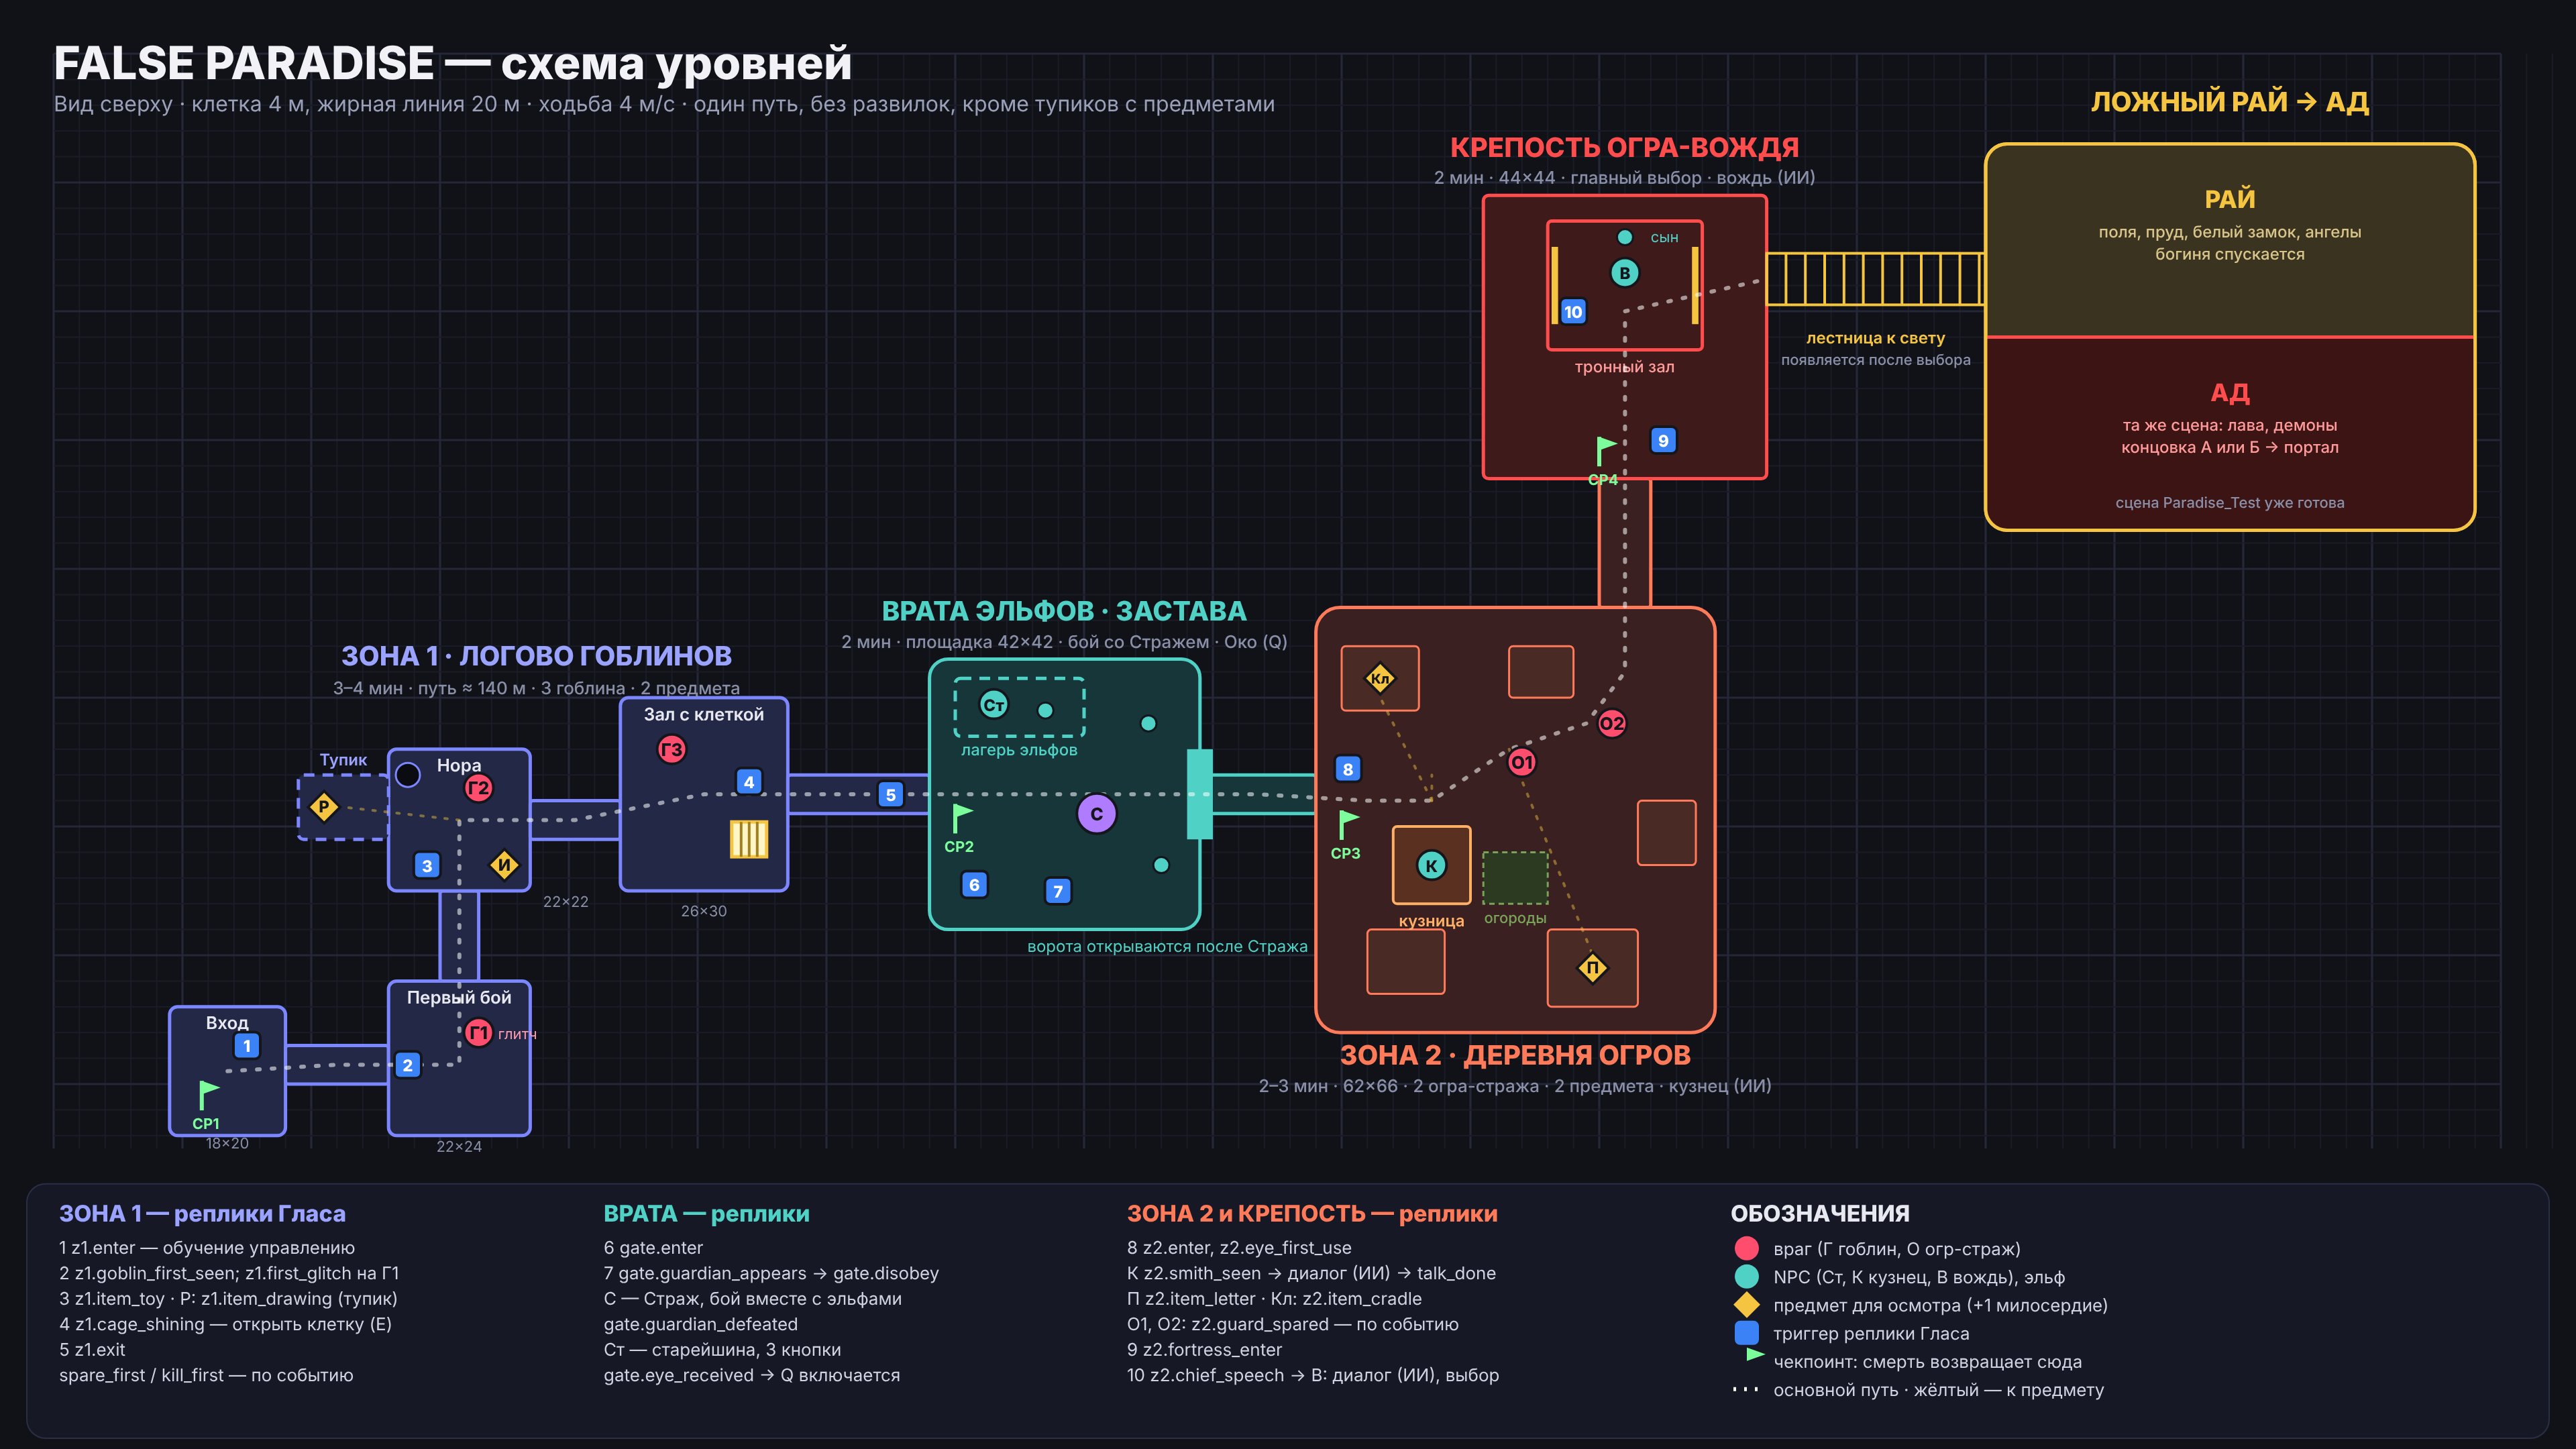 FALSE PARADISE — схема уровней
Вид сверху · клетка 4 м, жирная линия 20 м · ходьба 4 м/с · один путь, без развилок, кроме тупиков с предметами
ЛОЖНЫЙ РАЙ → АД
РАЙ
поля, пруд, белый замок, ангелы
богиня спускается
АД
та же сцена: лава, демоны
концовка А или Б → портал
сцена Paradise_Test уже готова
КРЕПОСТЬ ОГРА-ВОЖДЯ
2 мин · 44×44 · главный выбор · вождь (ИИ)
сын
В
10
тронный зал
9
CP4
лестница к свету
появляется после выбора
ВРАТА ЭЛЬФОВ · ЗАСТАВА
2 мин · площадка 42×42 · бой со Стражем · Око (Q)
Ст
лагерь эльфов
С
CP2
6
7
ворота открываются после Стража
ЗОНА 1 · ЛОГОВО ГОБЛИНОВ
3–4 мин · путь ≈ 140 м · 3 гоблина · 2 предмета
Зал с клеткой
Г3
4
5
26×30
Тупик
Р
Нора
Г2
3
И
22×22
Вход
1
CP1
18×20
Первый бой
Г1
глитч
2
22×24
Кл
О2
О1
8
CP3
К
кузница
огороды
П
ЗОНА 2 · ДЕРЕВНЯ ОГРОВ
2–3 мин · 62×66 · 2 огра-стража · 2 предмета · кузнец (ИИ)
ЗОНА 1 — реплики Гласа
1 z1.enter — обучение управлению
2 z1.goblin_first_seen; z1.first_glitch на Г1
3 z1.item_toy · Р: z1.item_drawing (тупик)
4 z1.cage_shining — открыть клетку (E)
5 z1.exit
spare_first / kill_first — по событию
ВРАТА — реплики
6 gate.enter
7 gate.guardian_appears → gate.disobey
С — Страж, бой вместе с эльфами
gate.guardian_defeated
Ст — старейшина, 3 кнопки
gate.eye_received → Q включается
ЗОНА 2 и КРЕПОСТЬ — реплики
8 z2.enter, z2.eye_first_use
К z2.smith_seen → диалог (ИИ) → talk_done
П z2.item_letter · Кл: z2.item_cradle
О1, О2: z2.guard_spared — по событию
9 z2.fortress_enter
10 z2.chief_speech → В: диалог (ИИ), выбор
ОБОЗНАЧЕНИЯ
враг (Г гоблин, О огр-страж)
NPC (Ст, К кузнец, В вождь), эльф
предмет для осмотра (+1 милосердие)
триггер реплики Гласа
чекпоинт: смерть возвращает сюда
основной путь · жёлтый — к предмету